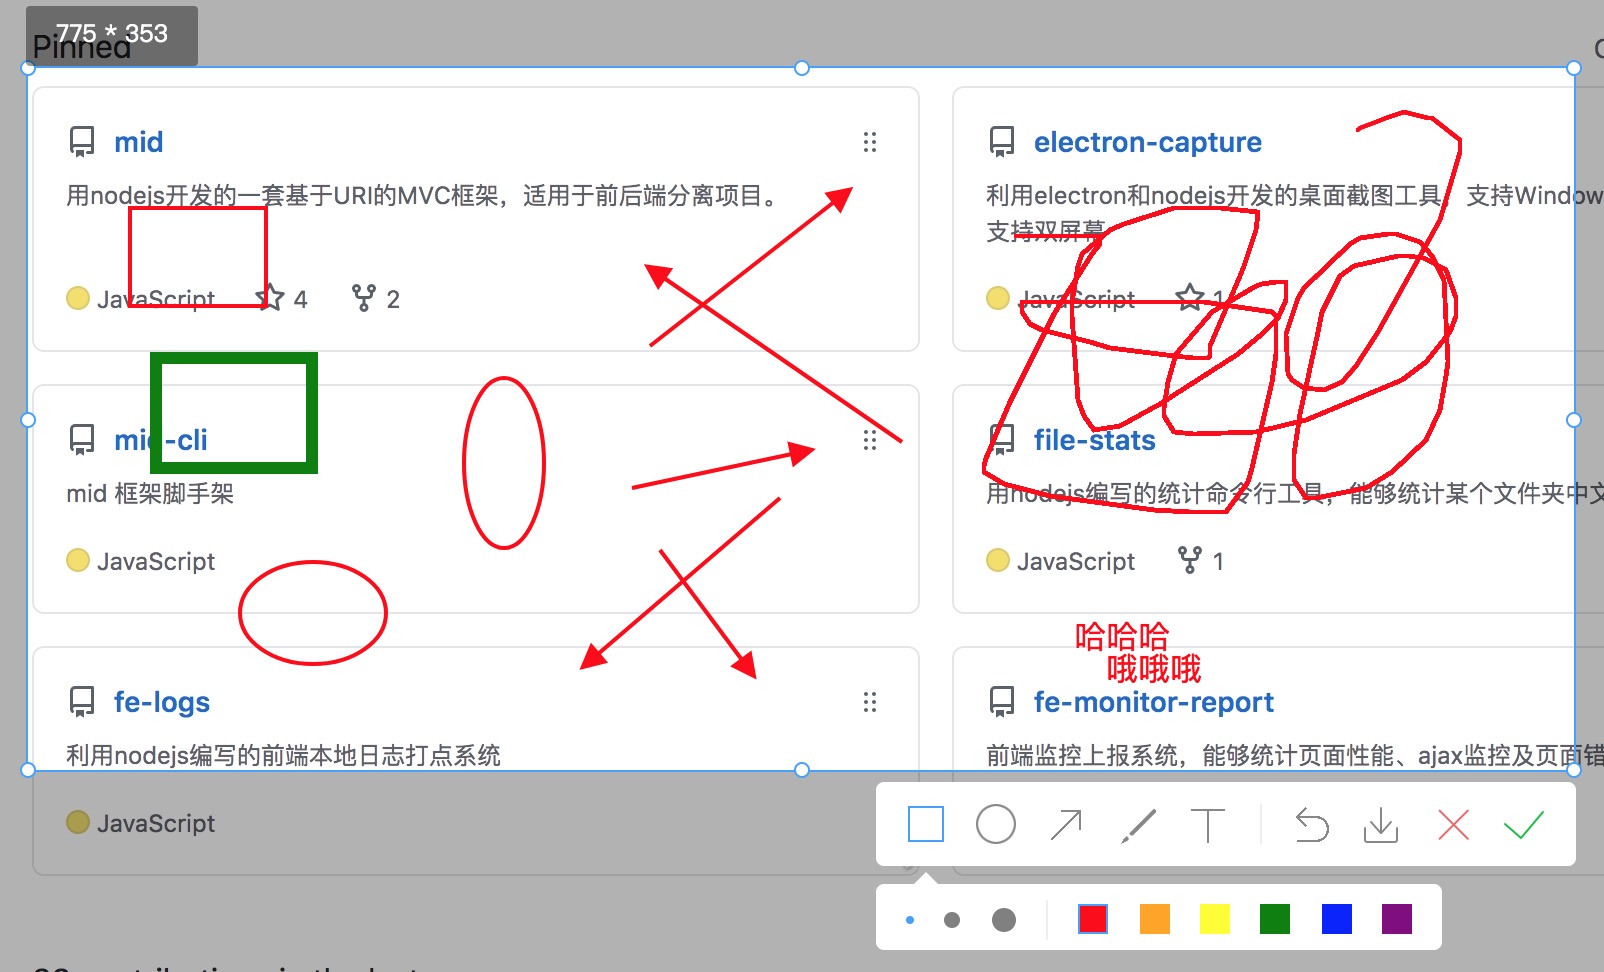 775 * 353
Pinned
mid
用nodejs开发的一套基于URI的MVC框架，适用于前后端分离项目。
JavaScript 4 2
electron-capture
利用electron和nodejs开发的桌面截图工具，支持Window
支持双屏幕
JavaScript 1
mid-cli
mid 框架脚手架
JavaScript
file-stats
用nodejs编写的统计命令行工具，能够统计某个文件夹中文
JavaScript 1
哈哈哈
哦哦哦
fe-logs
利用nodejs编写的前端本地日志打点系统
JavaScript
fe-monitor-report
前端监控上报系统，能够统计页面性能、ajax监控及页面错